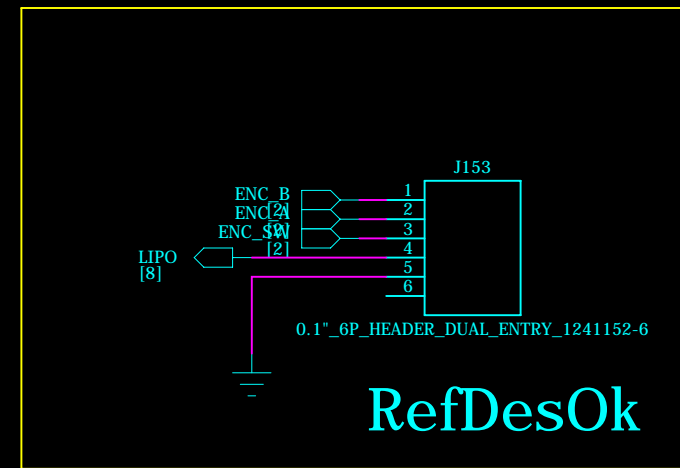 J153
ENC_B
[2]
1
ENC_A
[2]
2
ENC_SW
[2]
3
LIPO
[8]
4
5
6
0.1"_6P_HEADER_DUAL_ENTRY_1241152-6
RefDesOk